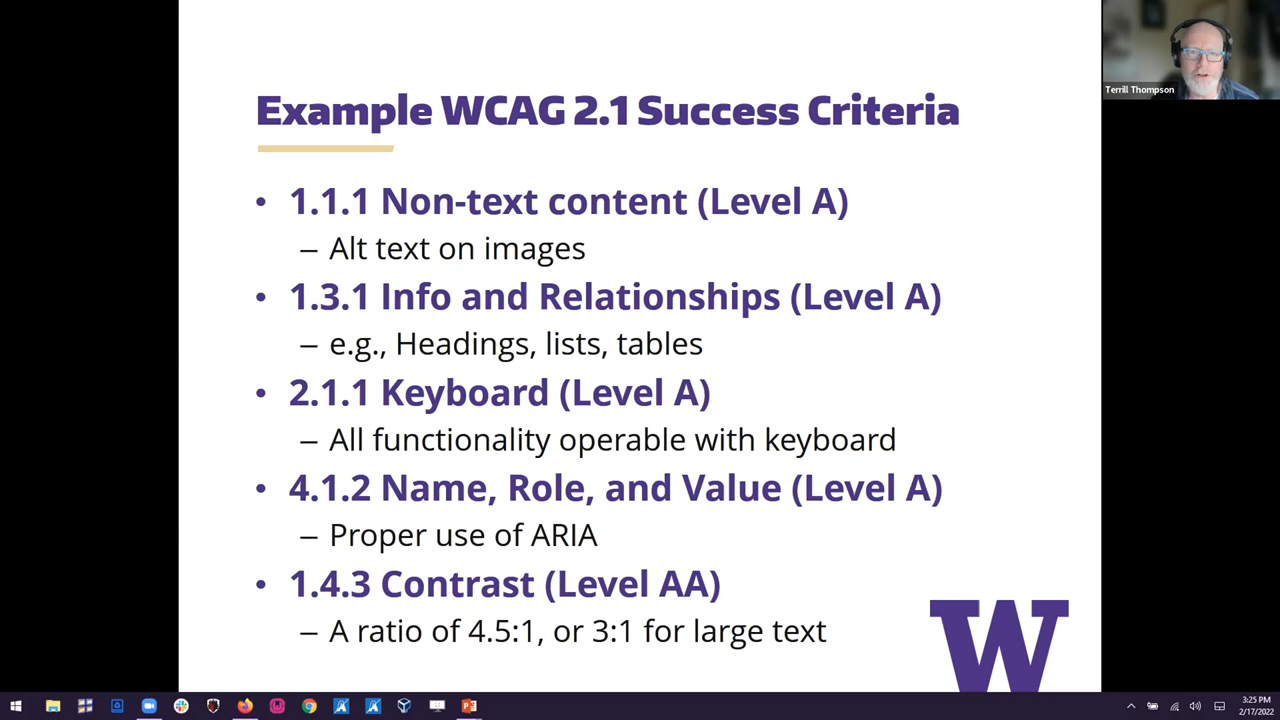 Example WCAG 2.1 Success Criteria
• 1.1.1 Non-text content (Level A)
– Alt text on images
• 1.3.1 Info and Relationships (Level A)
– e.g., Headings, lists, tables
• 2.1.1 Keyboard (Level A)
– All functionality operable with keyboard
• 4.1.2 Name, Role, and Value (Level A)
– Proper use of ARIA
• 1.4.3 Contrast (Level AA)
– A ratio of 4.5:1, or 3:1 for large text
W
Terrill Thompson
3:25 PM
2/17/2022